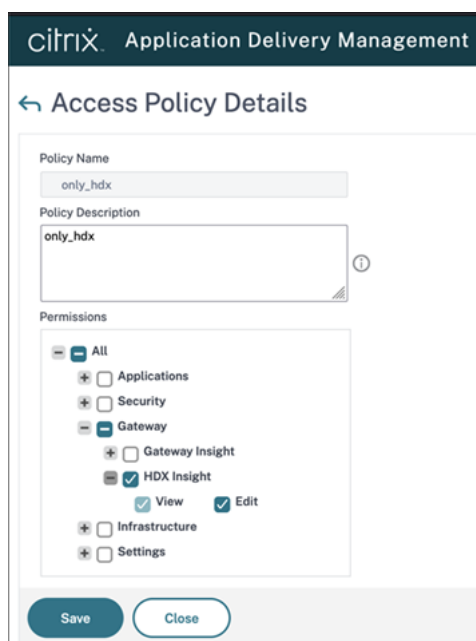 citrix. Application Delivery Management
Access Policy Details
Policy Name
only_hdx
Policy Description
only_hdx
Permissions
All
Applications
Security
Gateway
Gateway Insight
HDX Insight
View Edit
Infrastructure
Settings
Save Close